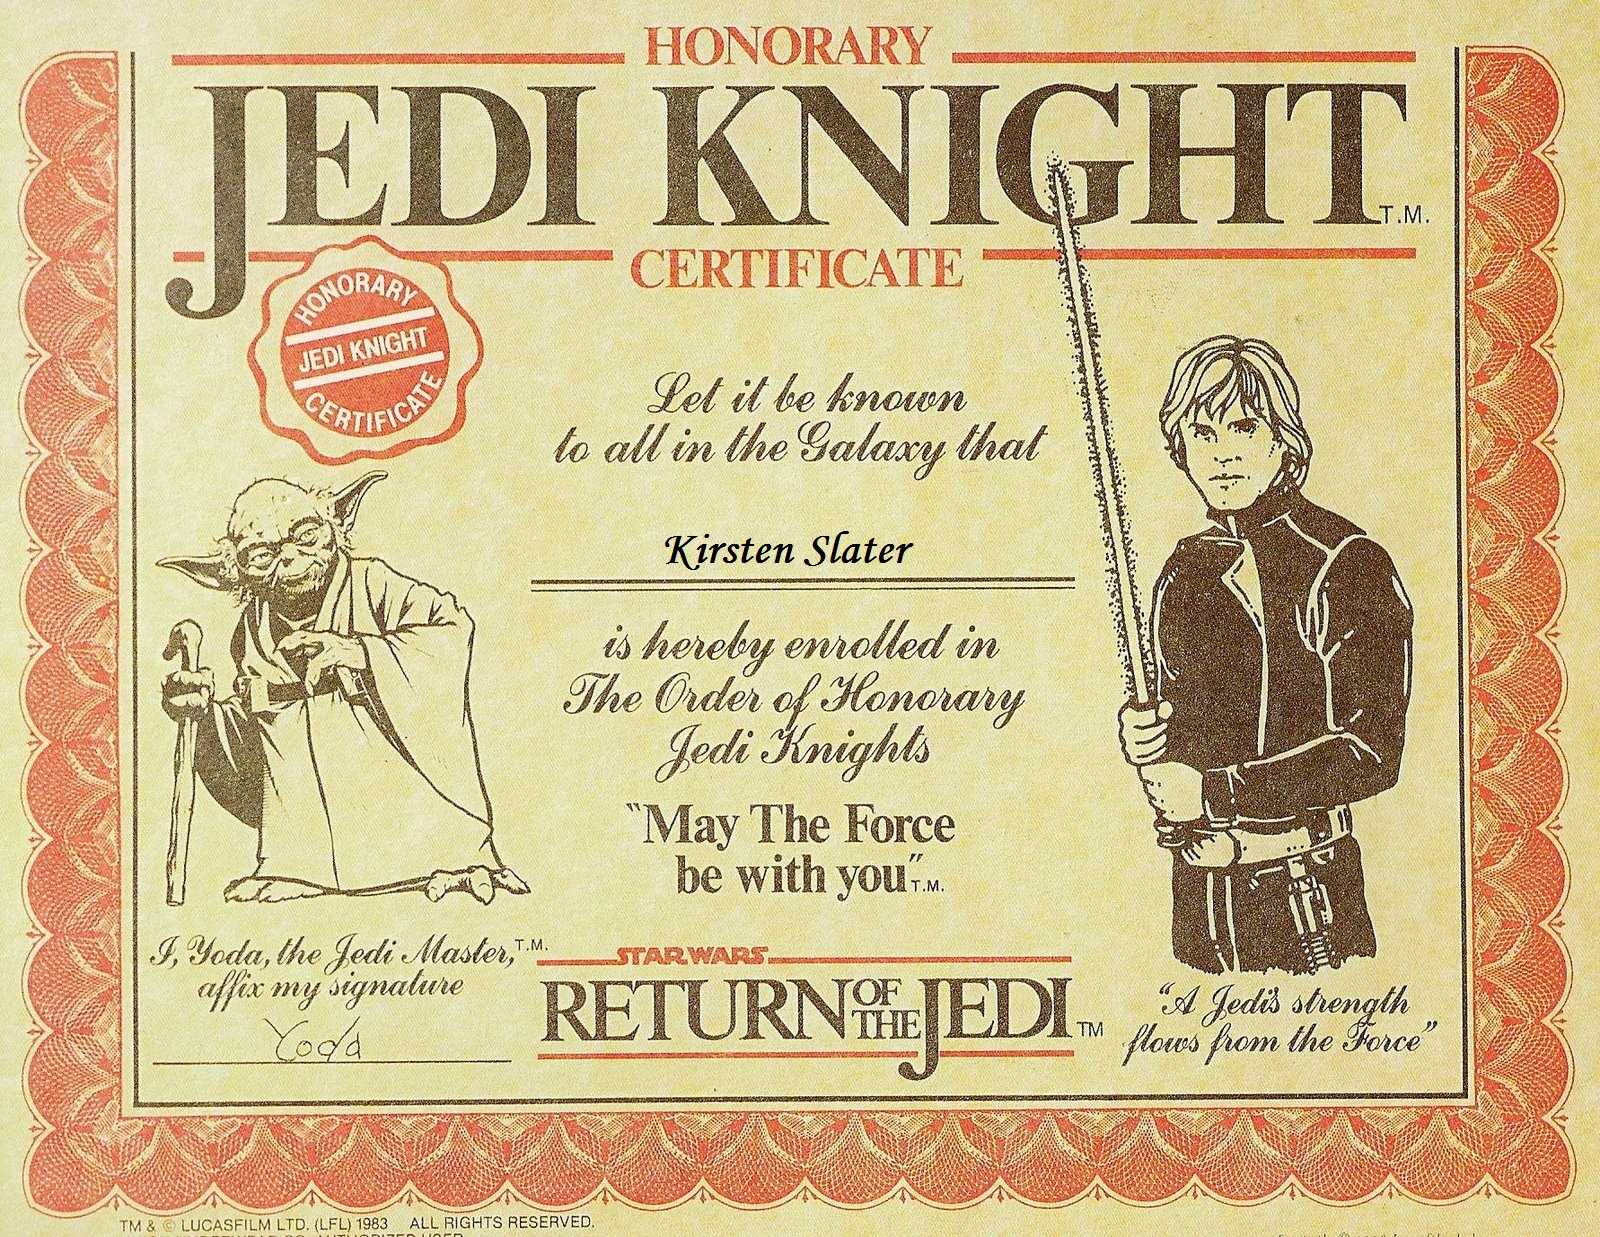 HONORARY
JEDI KNIGHT T.M.
CERTIFICATE
HONORARY
JEDI KNIGHT
CERTIFICATE
Let it be known
to all in the Galaxy that
Kirsten Slater
is hereby enrolled in
The Order of Honorary
Jedi Knights
"May The Force
be with you" T.M.
I, Yoda, the Jedi Master, T.M.
affix my signature
Yoda
STAR WARS
RETURN OF THE JEDI TM
"A Jedi's strength
flows from the Force"
TM & © LUCASFILM LTD. (LFL) 1983 ALL RIGHTS RESERVED.